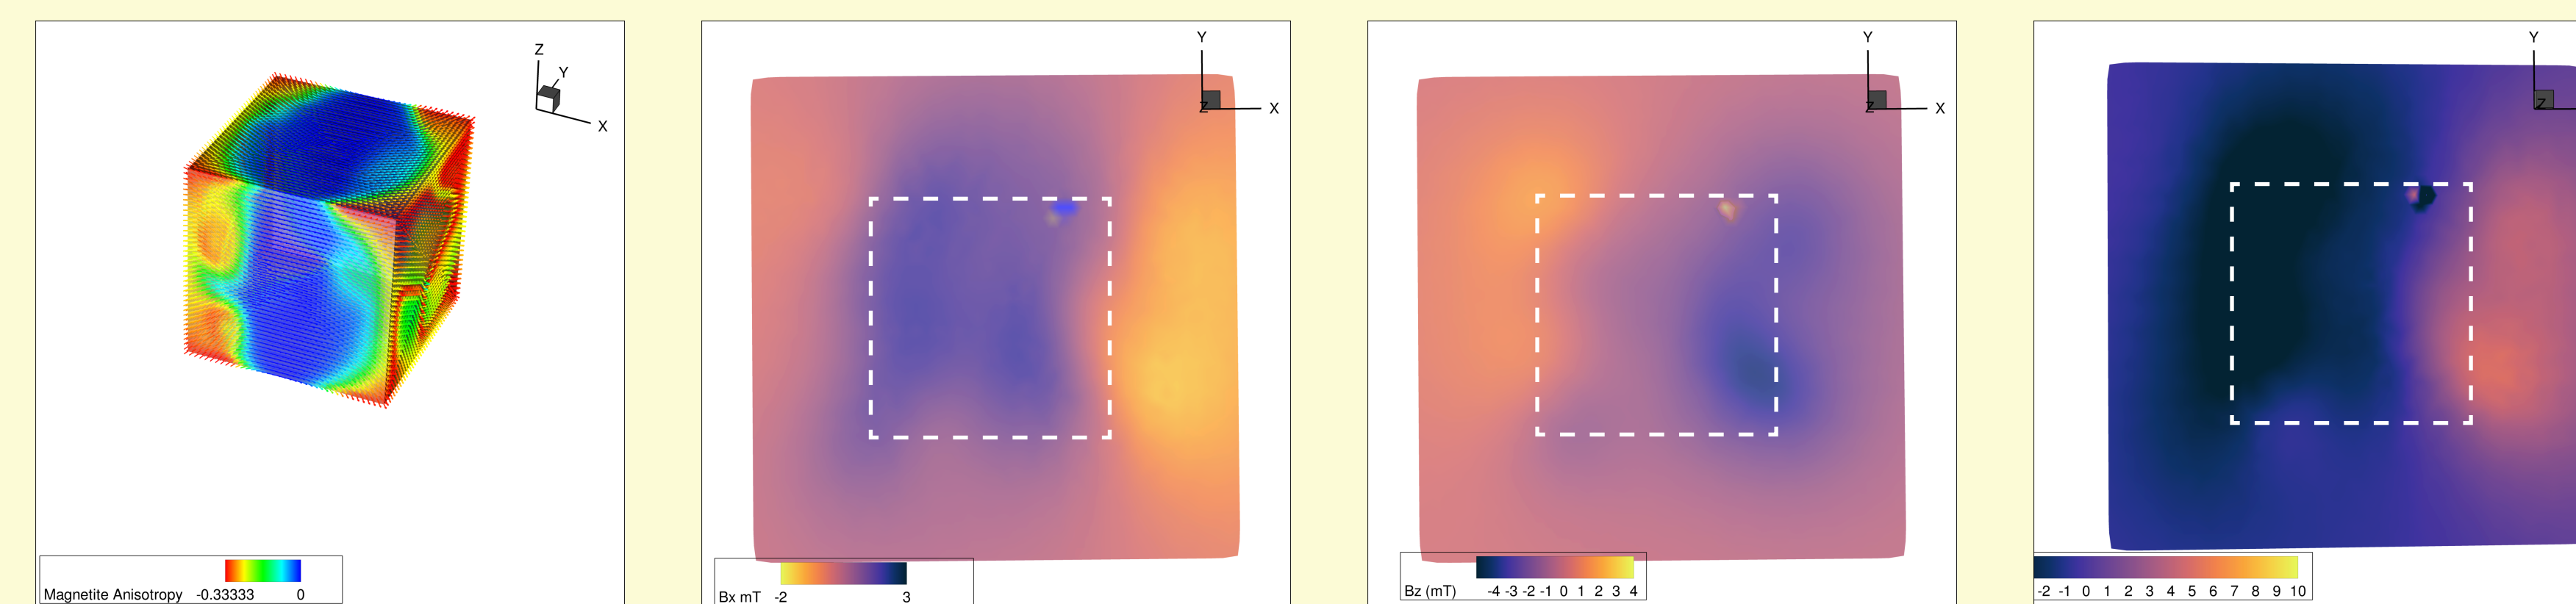 Z
Y
X
Magnetite Anisotropy -0.33333 0
Y
Z X
Bx mT -2 3
Y
Z X
Bz (mT) -4 -3 -2 -1 0 1 2 3 4
Y
Z
-2 -1 0 1 2 3 4 5 6 7 8 9 10